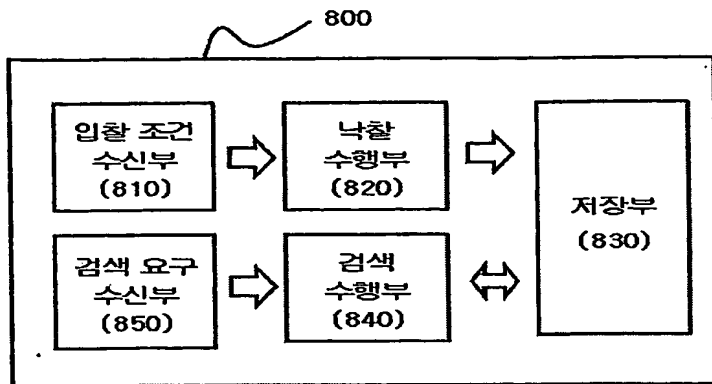 800
입찰 조건
수신부
(810)
낙찰
수행부
(820)
저장부
(830)
검색 요구
수신부
(850)
검색
수행부
(840)